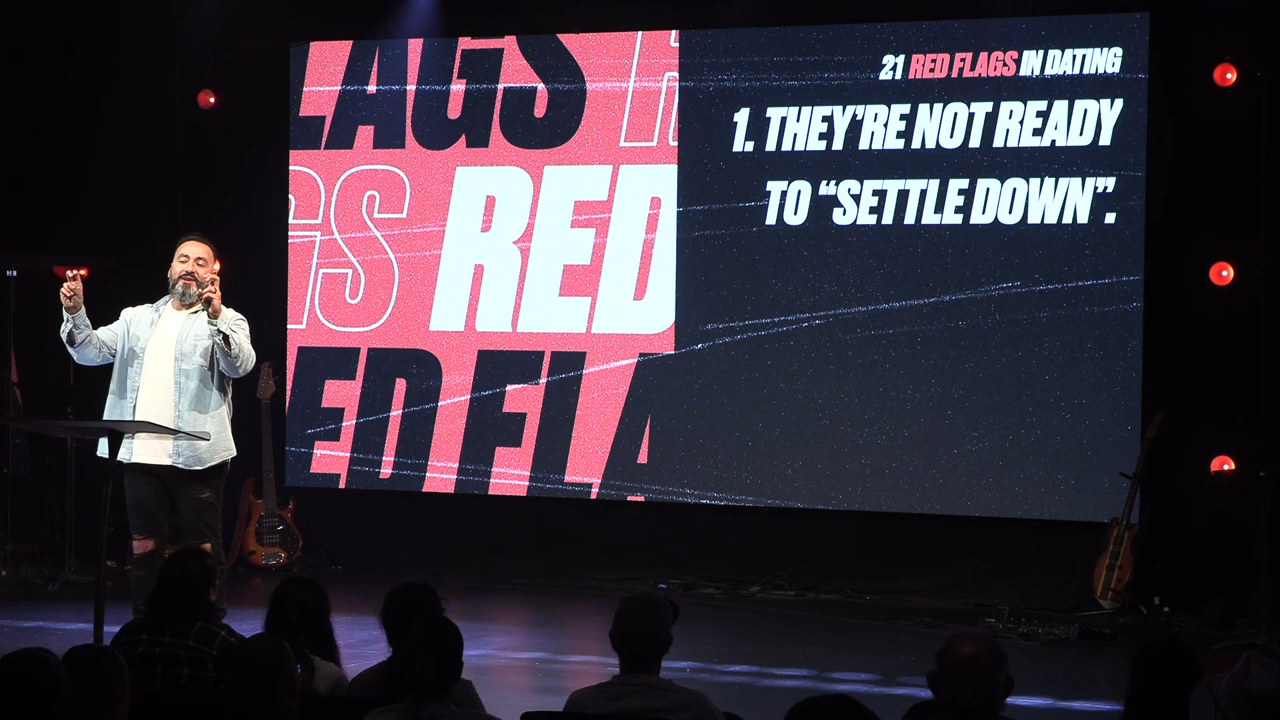 LAGS R
GS RED
ED FLA
21 RED FLAGS IN DATING
1. THEY'RE NOT READY
TO “SETTLE DOWN”.